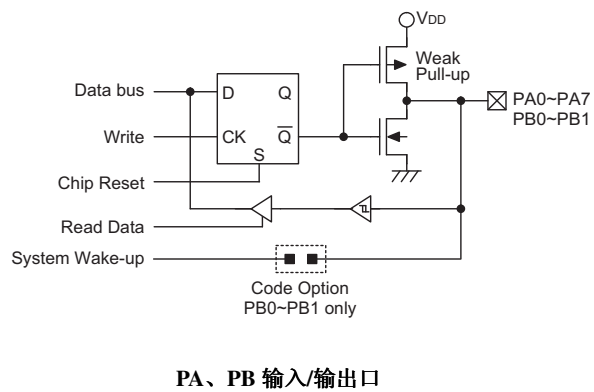 VDD
Weak
Pull-up
Data bus
D
Q
PA0~PA7
PB0~PB1
Write
CK
Q̅
S
Chip Reset
Read Data
System Wake-up
Code Option
PB0~PB1 only
PA、PB 输入/输出口